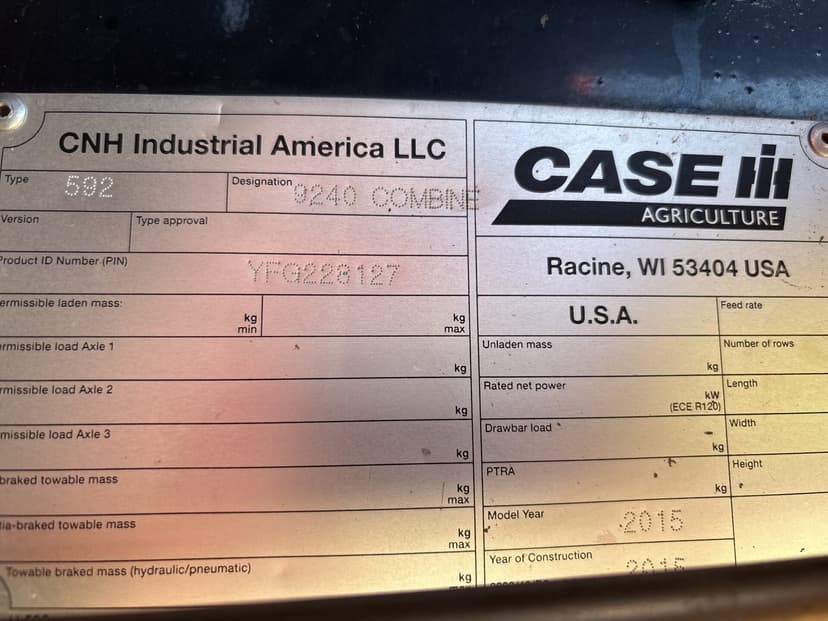 CNH Industrial America LLC
Type 592
Designation 9240 COMBINE
Version
Type approval
Product ID Number (PIN) YFG228127
ermissible laden mass:
kg min
kg max
ermissible load Axle 1
kg
rmissible load Axle 2
kg
missible load Axle 3
kg
braked towable mass
kg max
tia-braked towable mass
kg max
Towable braked mass (hydraulic/pneumatic)
kg
CASE IH
AGRICULTURE
Racine, WI 53404 USA
U.S.A.
Feed rate
Unladen mass
kg
Number of rows
Rated net power
kW
(ECE R120)
Length
Drawbar load
kg
Width
PTRA
kg
Height
Model Year 2015
Year of Construction 2015